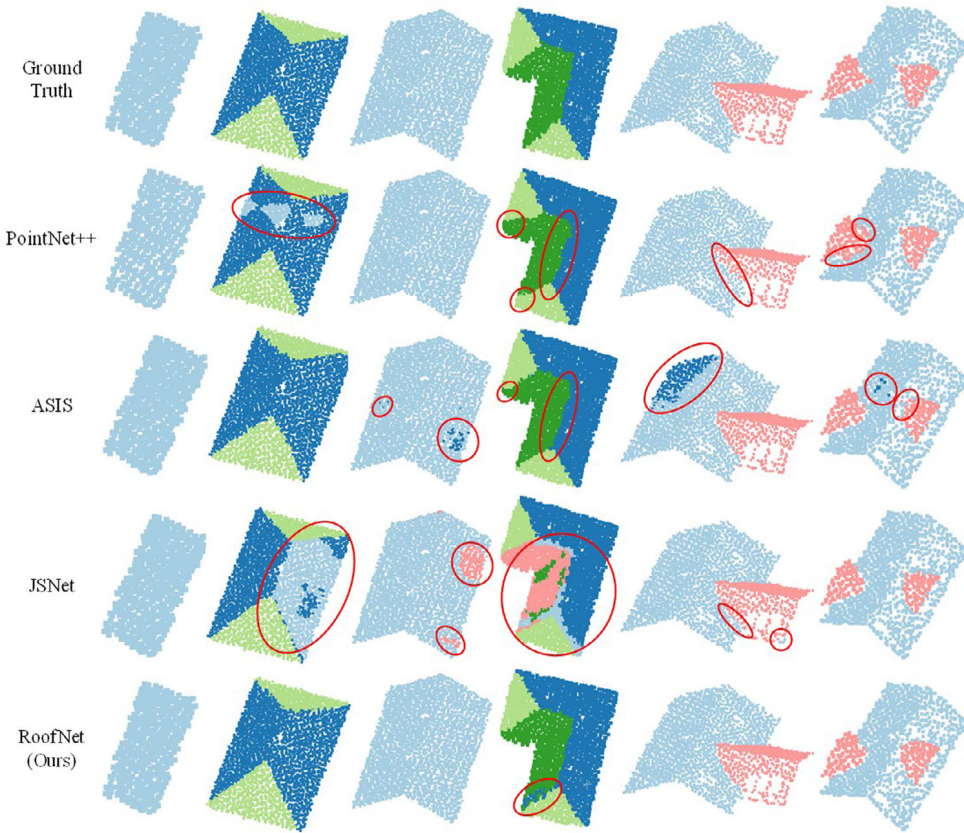 Ground
Truth
PointNet++
ASIS
JSNet
RoofNet
(Ours)